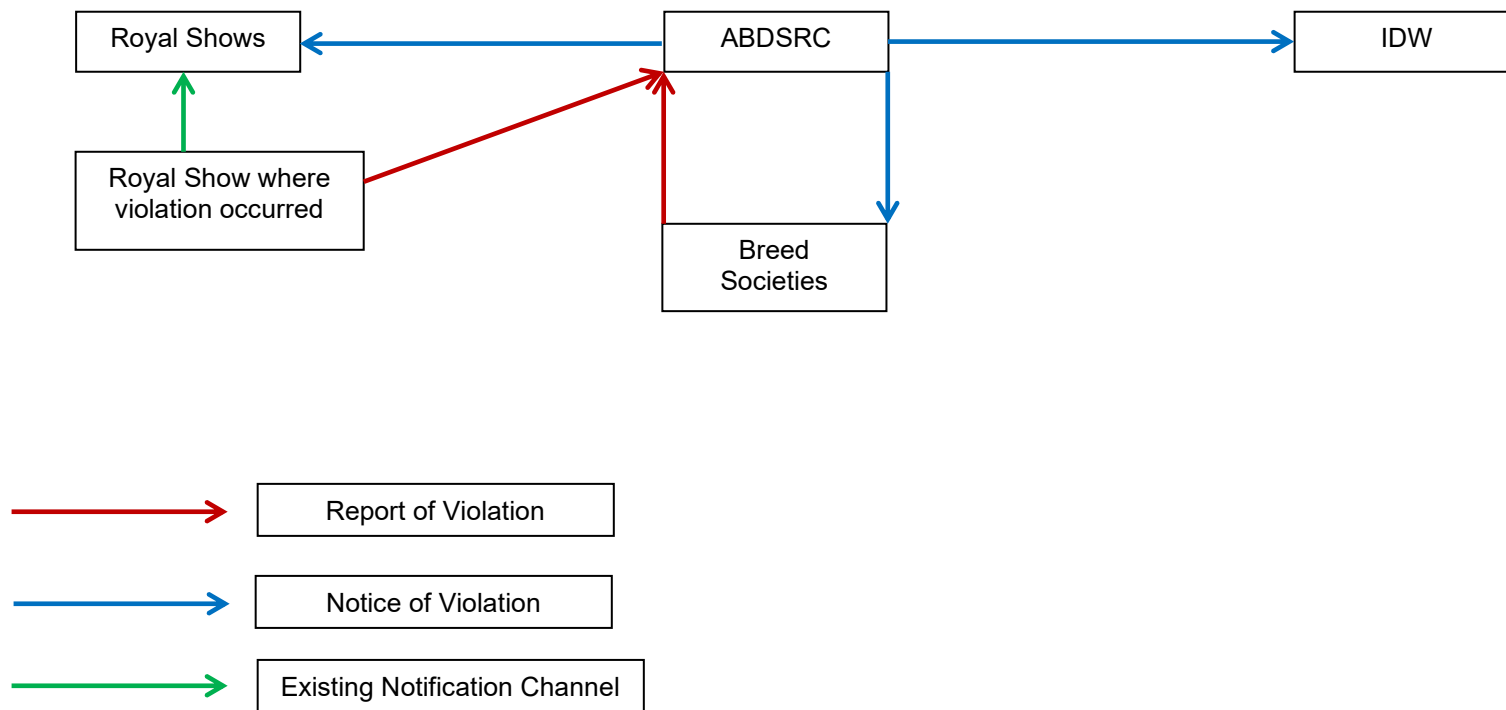 Royal Shows
ABDSRC
IDW
Royal Show where
violation occurred
Breed
Societies
Report of Violation
Notice of Violation
Existing Notification Channel